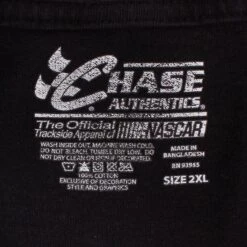 CHASE
AUTHENTICS®
The Official
Trackside Apparel of NASCAR
WASH INSIDE OUT, MACHINE WASH COLD.
DO NOT BLEACH. TUMBLE DRY LOW. DO
NOT DRY CLEAN OR IRON IF DECORATED.
100% COTTON
EXCLUSIVE OF DECORATION
STYLE AND GRAPHICS
MADE IN
BANGLADESH
RN 93955
SIZE 2XL